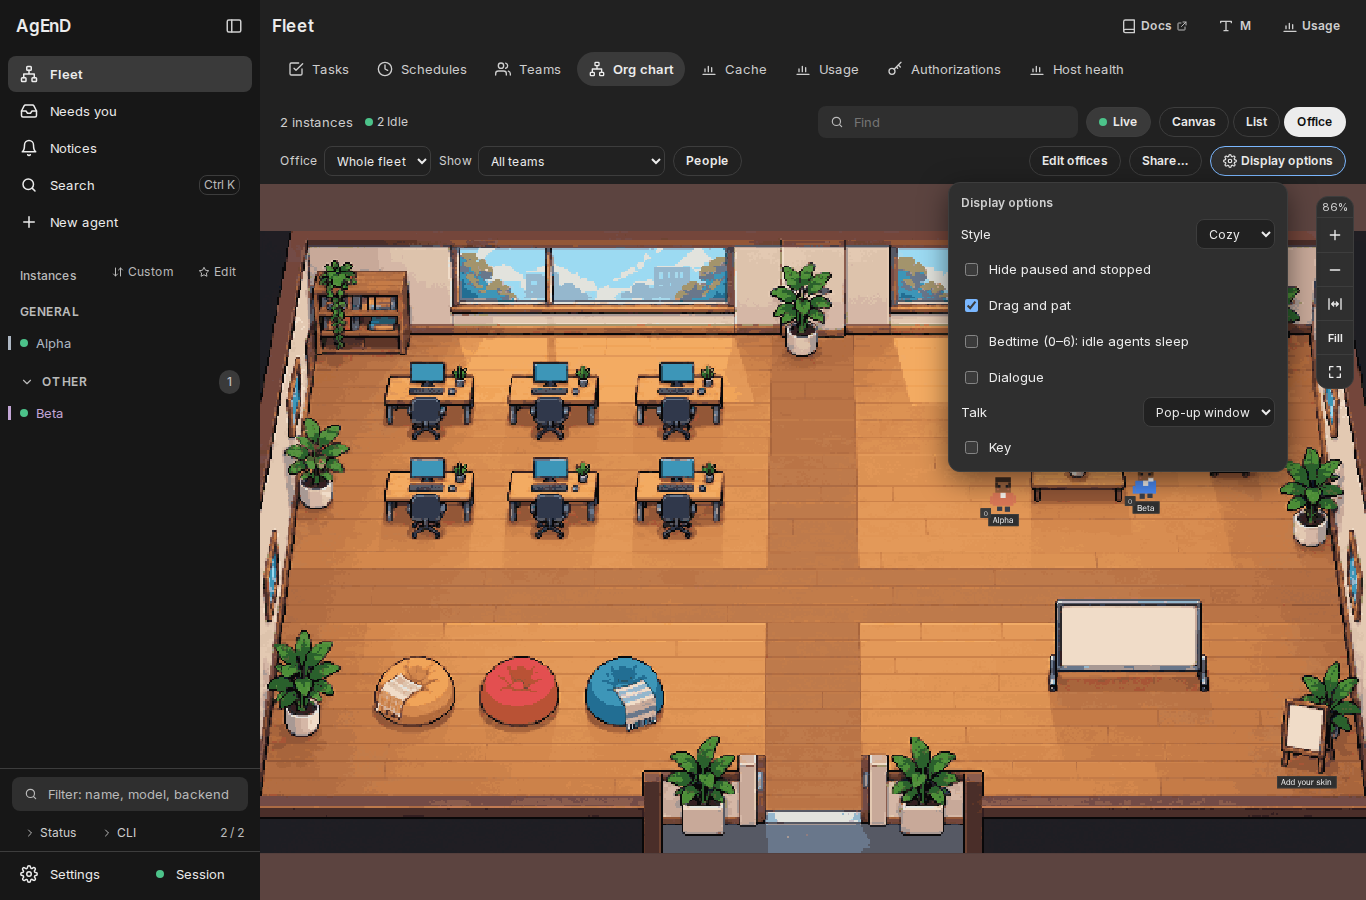 AgEnD
Fleet
Docs
M
Usage
Fleet
Needs you
Notices
Search
Ctrl K
New agent
Instances
Custom
Edit
GENERAL
Alpha
OTHER
1
Beta
Tasks
Schedules
Teams
Org chart
Cache
Usage
Authorizations
Host health
2 instances
2 Idle
Find
Live
Canvas
List
Office
Office
Whole fleet
Show
All teams
People
Edit offices
Share...
Display options
Display options
Style
Cozy
Hide paused and stopped
Drag and pat
Bedtime (0–6): idle agents sleep
Dialogue
Talk
Pop-up window
Key
86%
Fill
0
Alpha
0
Beta
Add your skin
Filter: name, model, backend
Status
CLI
2 / 2
Settings
Session